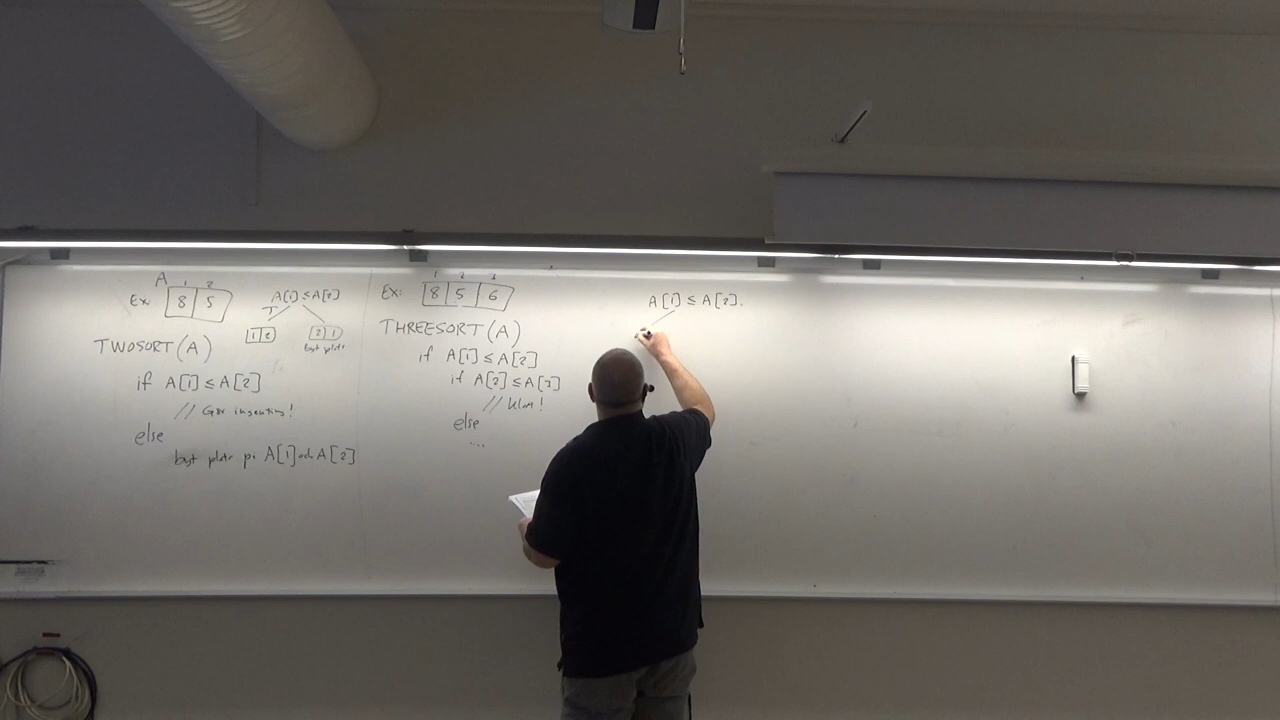 A 1 2
Ex: 8 5
A[1] ≤ A[2]
T
1 2
2 1
byt plats
TWOSORT(A)
if A[1] ≤ A[2]
// Gör ingenting!
else
byt plats på A[1] och A[2]
1 2 3
Ex: 8 5 6
THREESORT(A)
if A[1] ≤ A[2]
if A[2] ≤ A[3]
// Klart!
else
....
A[1] ≤ A[2].